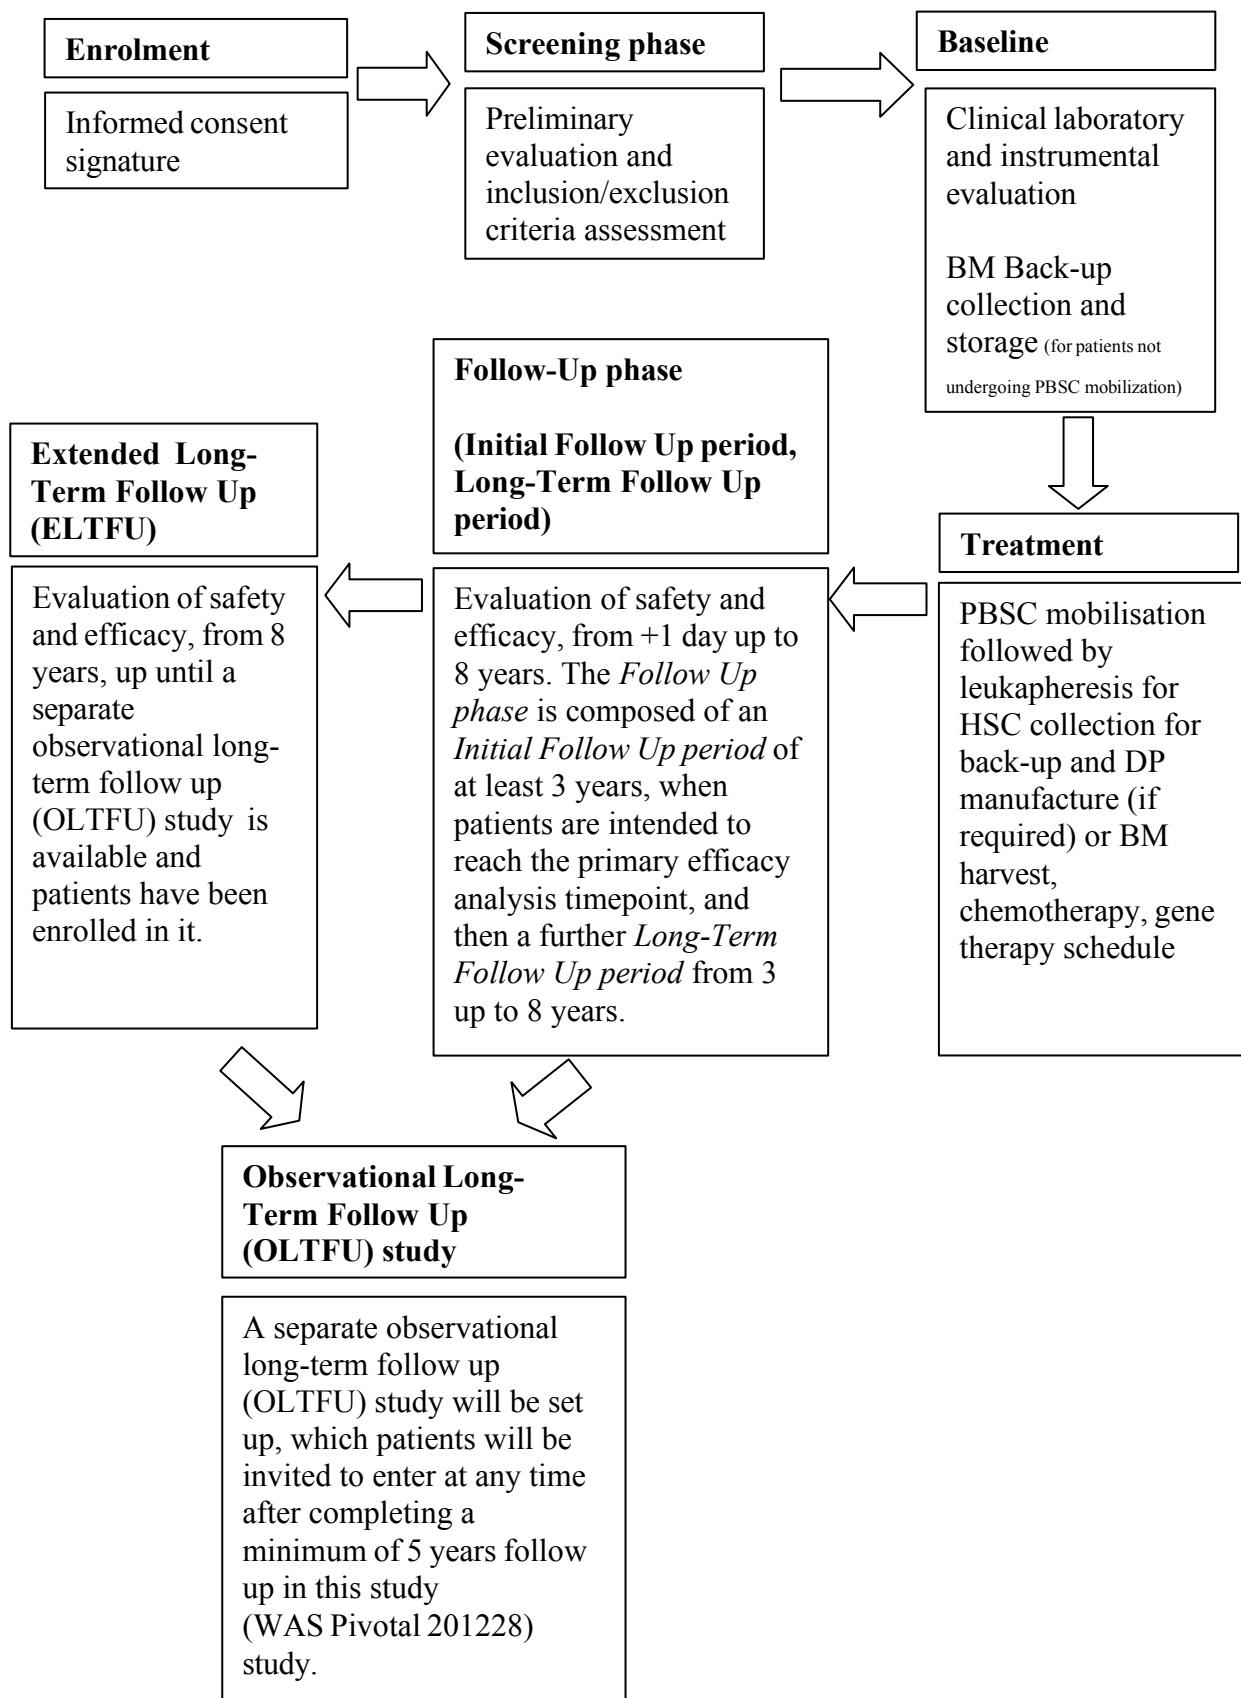 Enrolment
Informed consent
signature
Screening phase
Preliminary
evaluation and
inclusion/exclusion
criteria assessment
Baseline
Clinical laboratory
and instrumental
evaluation
BM Back-up
collection and
storage (for patients not
undergoing PBSC mobilization)
Treatment
PBSC mobilisation
followed by
leukapheresis for
HSC collection for
back-up and DP
manufacture (if
required) or BM
harvest,
chemotherapy, gene
therapy schedule
Follow-Up phase
(Initial Follow Up period,
Long-Term Follow Up
period)
Evaluation of safety and
efficacy, from +1 day up to
8 years. The Follow Up
phase is composed of an
Initial Follow Up period of
at least 3 years, when
patients are intended to
reach the primary efficacy
analysis timepoint, and
then a further Long-Term
Follow Up period from 3
up to 8 years.
Extended Long-
Term Follow Up
(ELTFU)
Evaluation of safety
and efficacy, from 8
years, up until a
separate
observational long-
term follow up
(OLTFU) study is
available and
patients have been
enrolled in it.
Observational Long-
Term Follow Up
(OLTFU) study
A separate observational
long-term follow up
(OLTFU) study will be set
up, which patients will be
invited to enter at any time
after completing a
minimum of 5 years follow
up in this study
(WAS Pivotal 201228)
study.